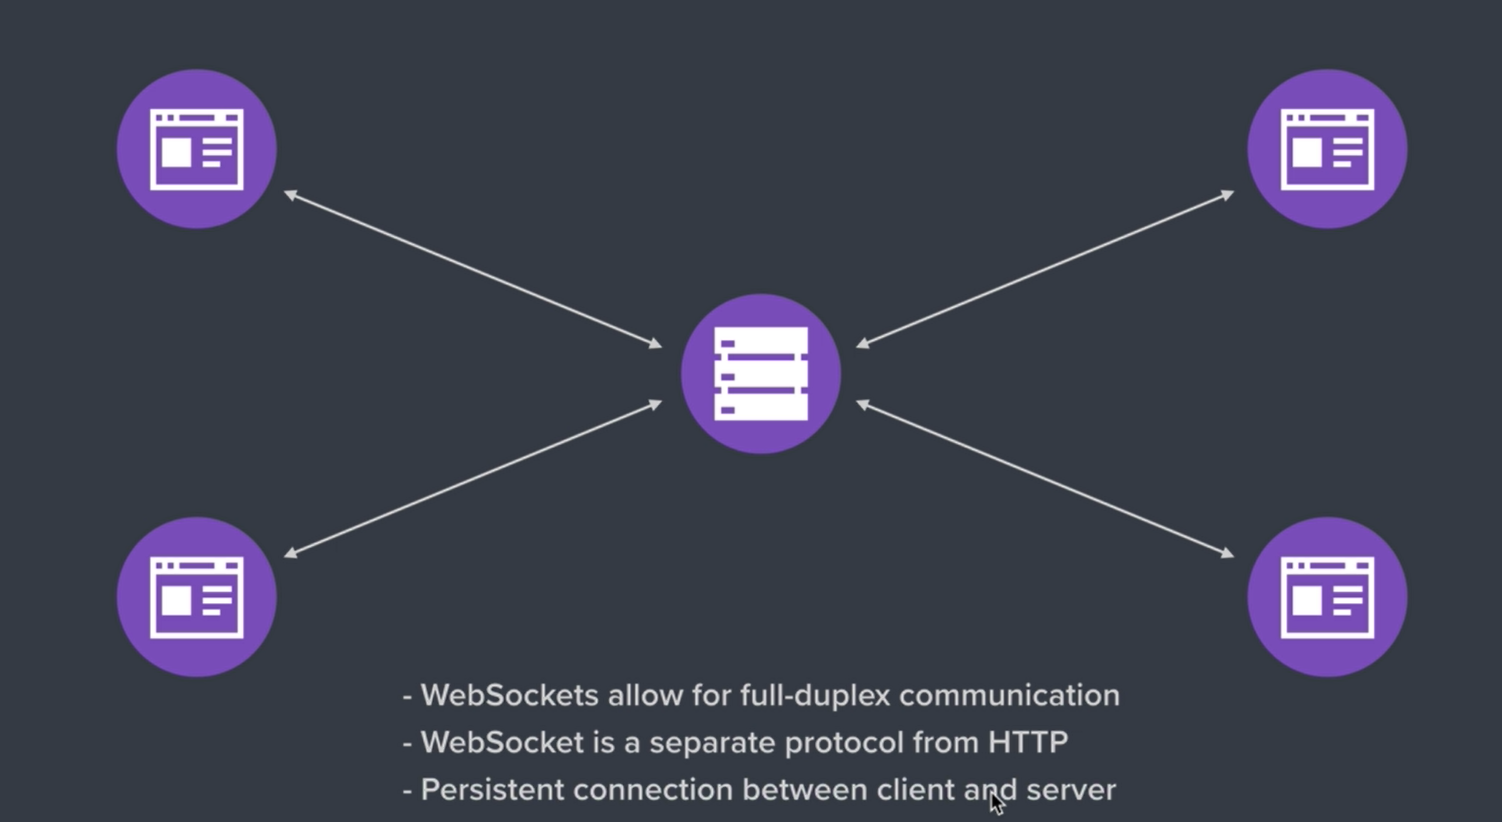 - WebSockets allow for full-duplex communication
- WebSocket is a separate protocol from HTTP
- Persistent connection between client and server